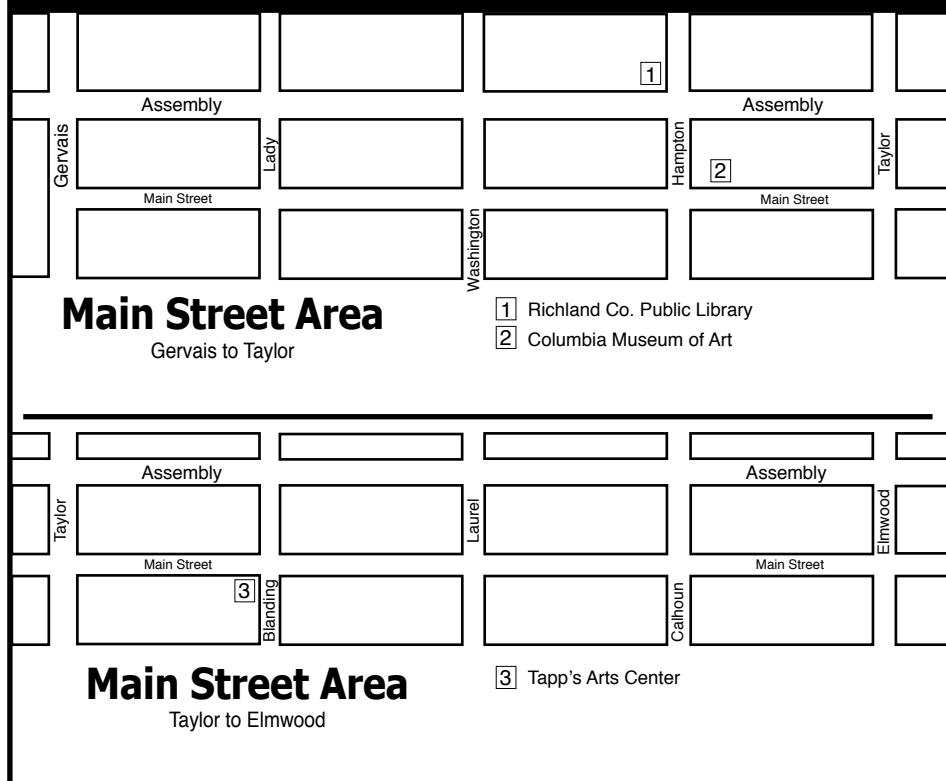 1
Assembly
Assembly
Gervais
Lady
Hampton
Taylor
2
Main Street
Main Street
Washington
Main Street Area
Gervais to Taylor
1 Richland Co. Public Library
2 Columbia Museum of Art
Assembly
Assembly
Taylor
Laurel
Elmwood
Main Street
Main Street
3
Blanding
Calhoun
Main Street Area
Taylor to Elmwood
3 Tapp's Arts Center